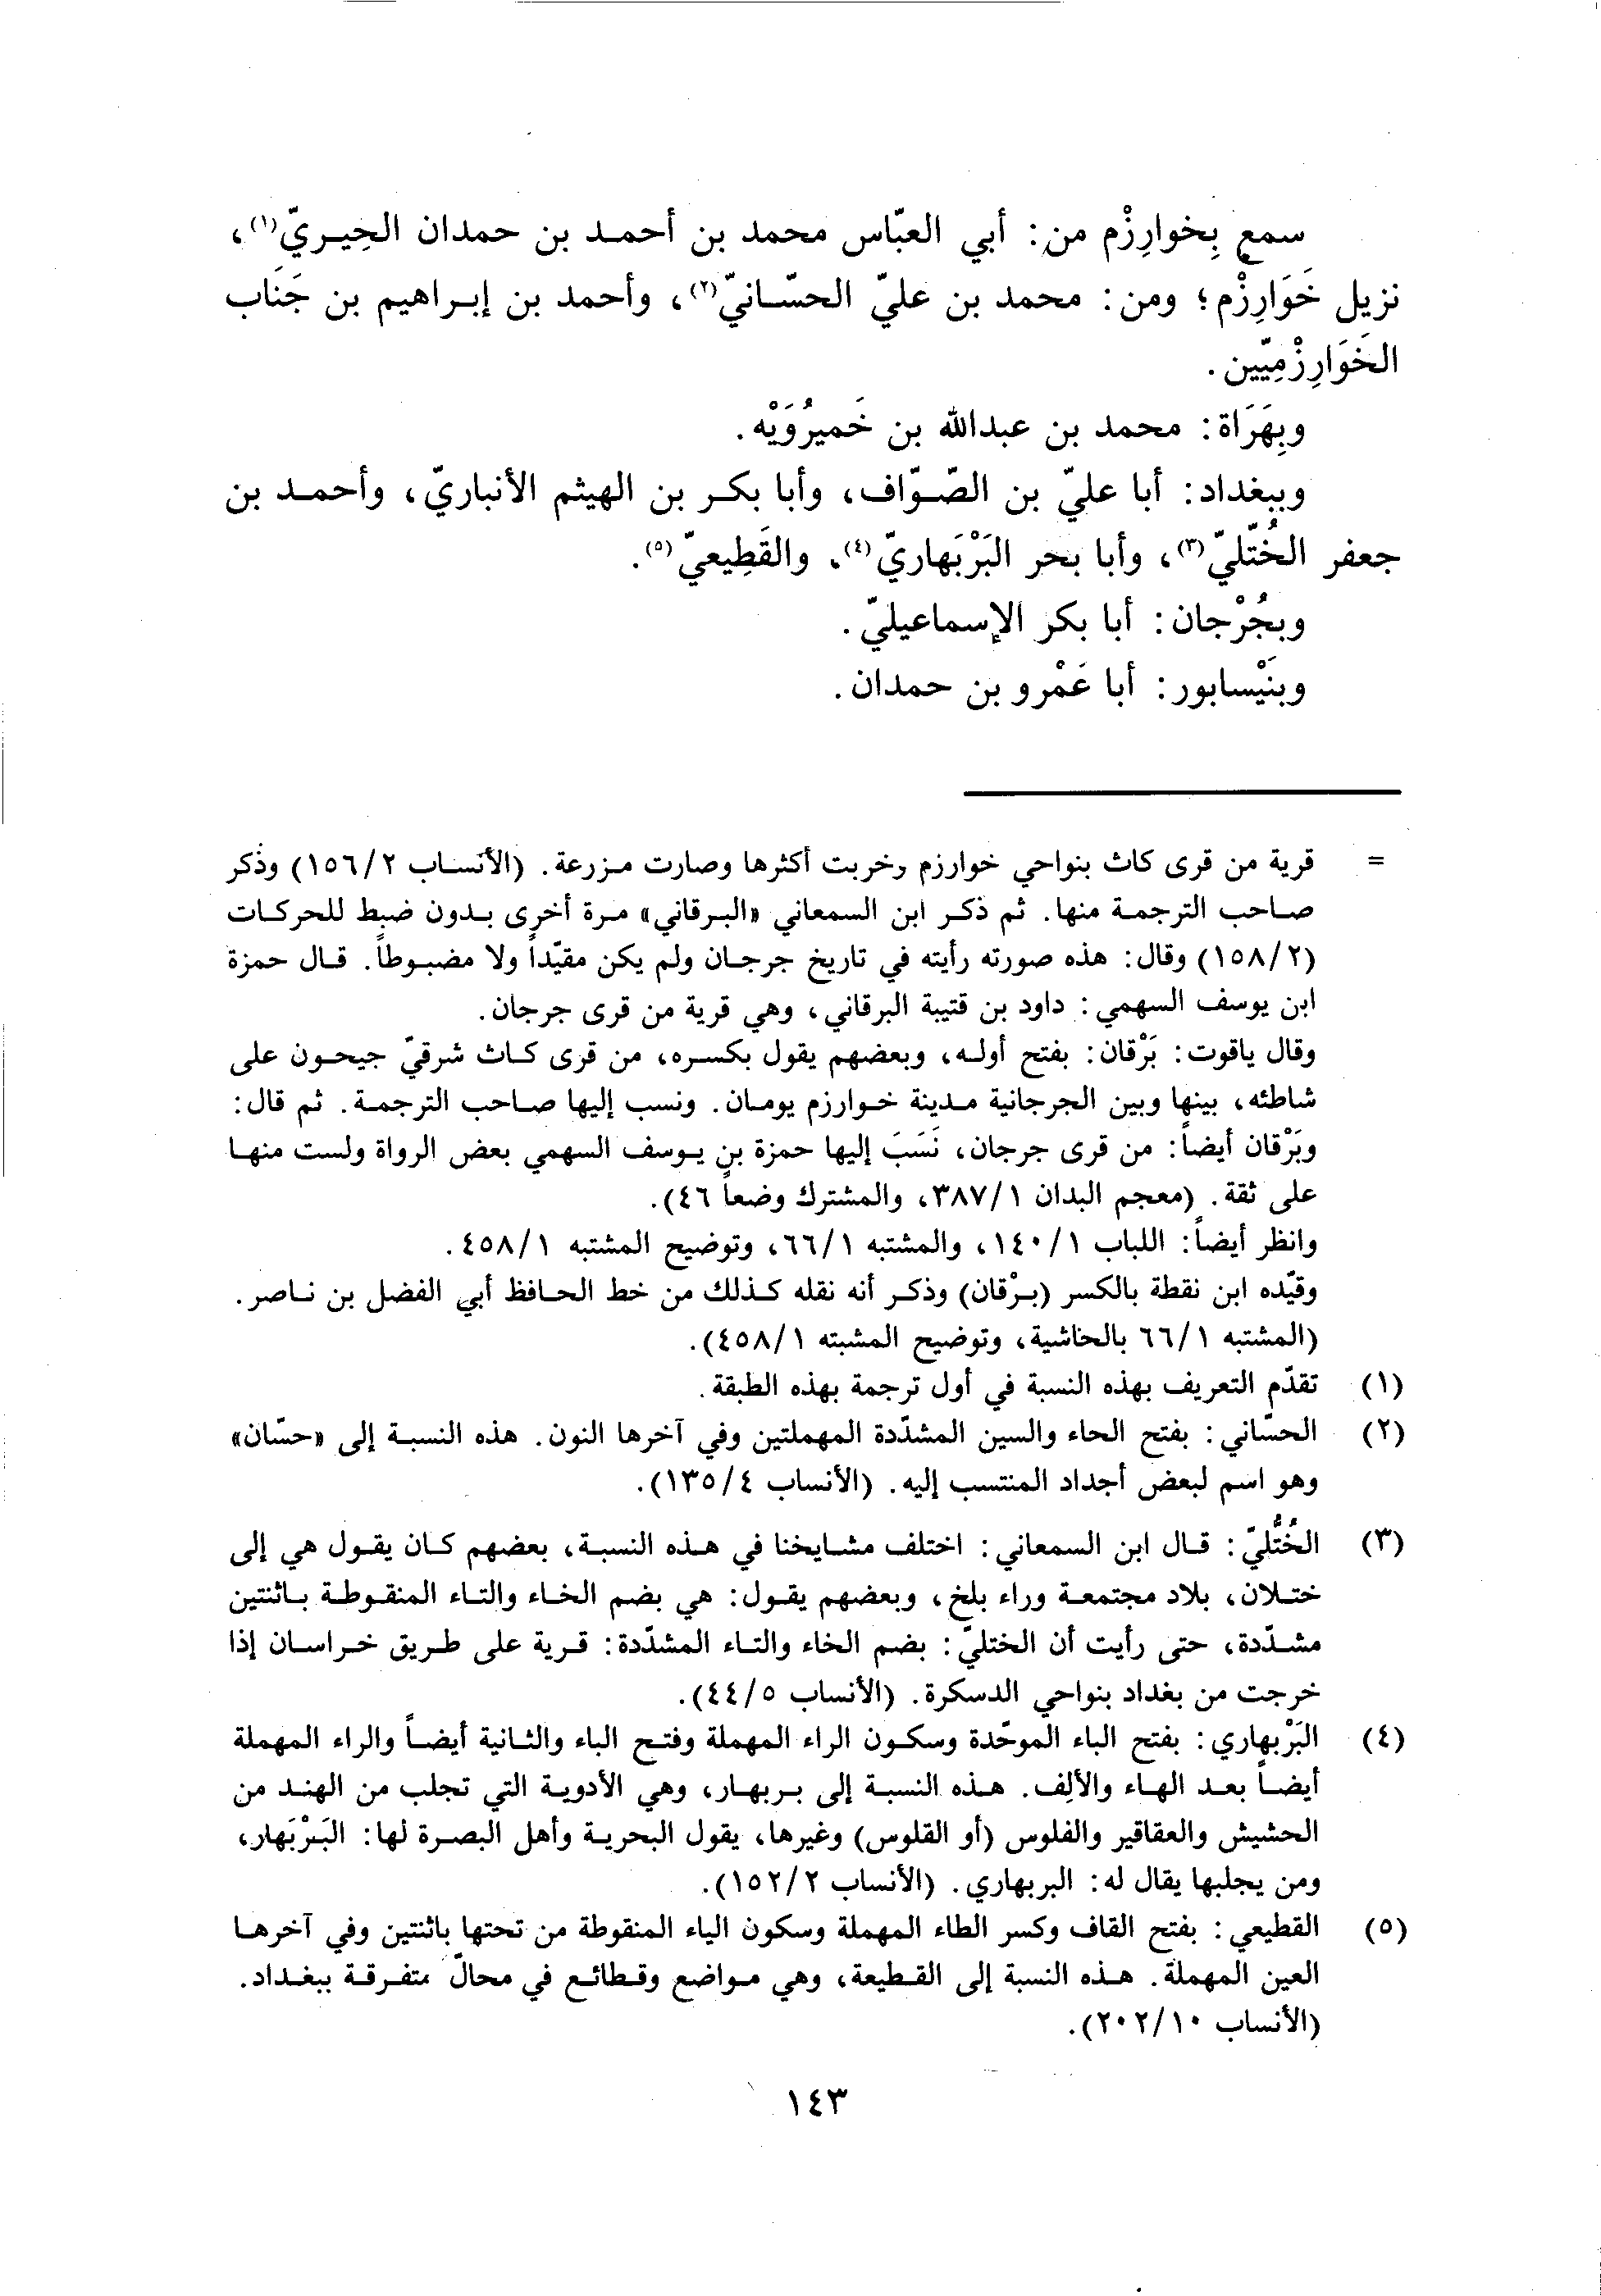 سمع بِخوارِزْم من: أبي العبّاس محمد بن أحمد بن حمدان الحِيريّ(١)،
نزيل خَوَارِزْم؛ ومن: محمد بن عليّ الحسّانيّ(٢)، وأحمد بن إبراهيم بن جَنَاب
الخَوَارِزْمِيّين.
وبِهَرَاة: محمد بن عبدالله بن خَميرُوَيْه.
وببغداد: أبا عليّ بن الصّوّاف، وأبا بكر بن الهيثم الأنباريّ، وأحمد بن
جعفر الخُتّليّ(٣)، وأبا بحر البَرْبَهاريّ(٤)، والقَطِيعيّ(٥).
وبجُرْجان: أبا بكر الإسماعيليّ.
وبنَيْسابور: أبا عَمْرو بن حمدان.
= قرية من قرى كاث بنواحي خوارزم وخربت أكثرها وصارت مزرعة. (الأنساب ١٥٦/٢) وذكر
صاحب الترجمة منها. ثم ذكر ابن السمعاني «البرقاني» مرة أخرى بدون ضبط للحركات
(١٥٨/٢) وقال: هذه صورته رأيته في تاريخ جرجان ولم يكن مقيّداً ولا مضبوطاً. قال حمزة
ابن يوسف السهمي: داود بن قتيبة البرقاني، وهي قرية من قرى جرجان.
وقال ياقوت: بَرْقان: بفتح أوله، وبعضهم يقول بكسره، من قرى كاث شرقيّ جيحون على
شاطئه، بينها وبين الجرجانية مدينة خوارزم يومان. ونسب إليها صاحب الترجمة. ثم قال:
وبَرْقان أيضاً: من قرى جرجان، نَسَبَ إليها حمزة بن يوسف السهمي بعض الرواة ولست منها
على ثقة. (معجم البدان ٣٨٧/١، والمشترك وضعاً ٤٦).
وانظر أيضاً: اللباب ١٤٠/١، والمشتبه ٦٦/١، وتوضيح المشتبه ٤٥٨/١.
وقيّده ابن نقطة بالكسر (بِرْقان) وذكر أنه نقله كذلك من خط الحافظ أبي الفضل بن ناصر.
(المشتبه ٦٦/١ بالحاشية، وتوضيح المشبته ٤٥٨/١).
(١) تقدّم التعريف بهذه النسبة في أول ترجمة بهذه الطبقة.
(٢) الحسّاني: بفتح الحاء والسين المشدّدة المهملتين وفي آخرها النون. هذه النسبة إلى «حسّان»
وهو اسم لبعض أجداد المنتسب إليه. (الأنساب ١٣٥/٤).
(٣) الخُتُّليّ: قال ابن السمعاني: اختلف مشايخنا في هذه النسبة، بعضهم كان يقول هي إلى
ختلان، بلاد مجتمعة وراء بلخ، وبعضهم يقول: هي بضم الخاء والتاء المنقوطة باثنتين
مشدّدة، حتى رأيت أن الختليّ: بضم الخاء والتاء المشدّدة: قرية على طريق خراسان إذا
خرجت من بغداد بنواحي الدسكرة. (الأنساب ٤٤/٥).
(٤) البَرْبهاري: بفتح الباء الموحّدة وسكون الراء المهملة وفتح الباء والثانية أيضاً والراء المهملة
أيضاً بعد الهاء والألِف. هذه النسبة إلى بربهار، وهي الأدوية التي تجلب من الهند من
الحشيش والعقاقير والفلوس (أو القلوس) وغيرها، يقول البحرية وأهل البصرة لها: البَرْبَهار،
ومن يجلبها يقال له: البربهاري. (الأنساب ١٥٢/٢).
(٥) القطيعي: بفتح القاف وكسر الطاء المهملة وسكون الياء المنقوطة من تحتها باثنتين وفي آخرها
العين المهملة. هذه النسبة إلى القطيعة، وهي مواضع وقطائع في محالّ متفرقة ببغداد.
(الأنساب ٢٠٢/١٠).
١٤٣